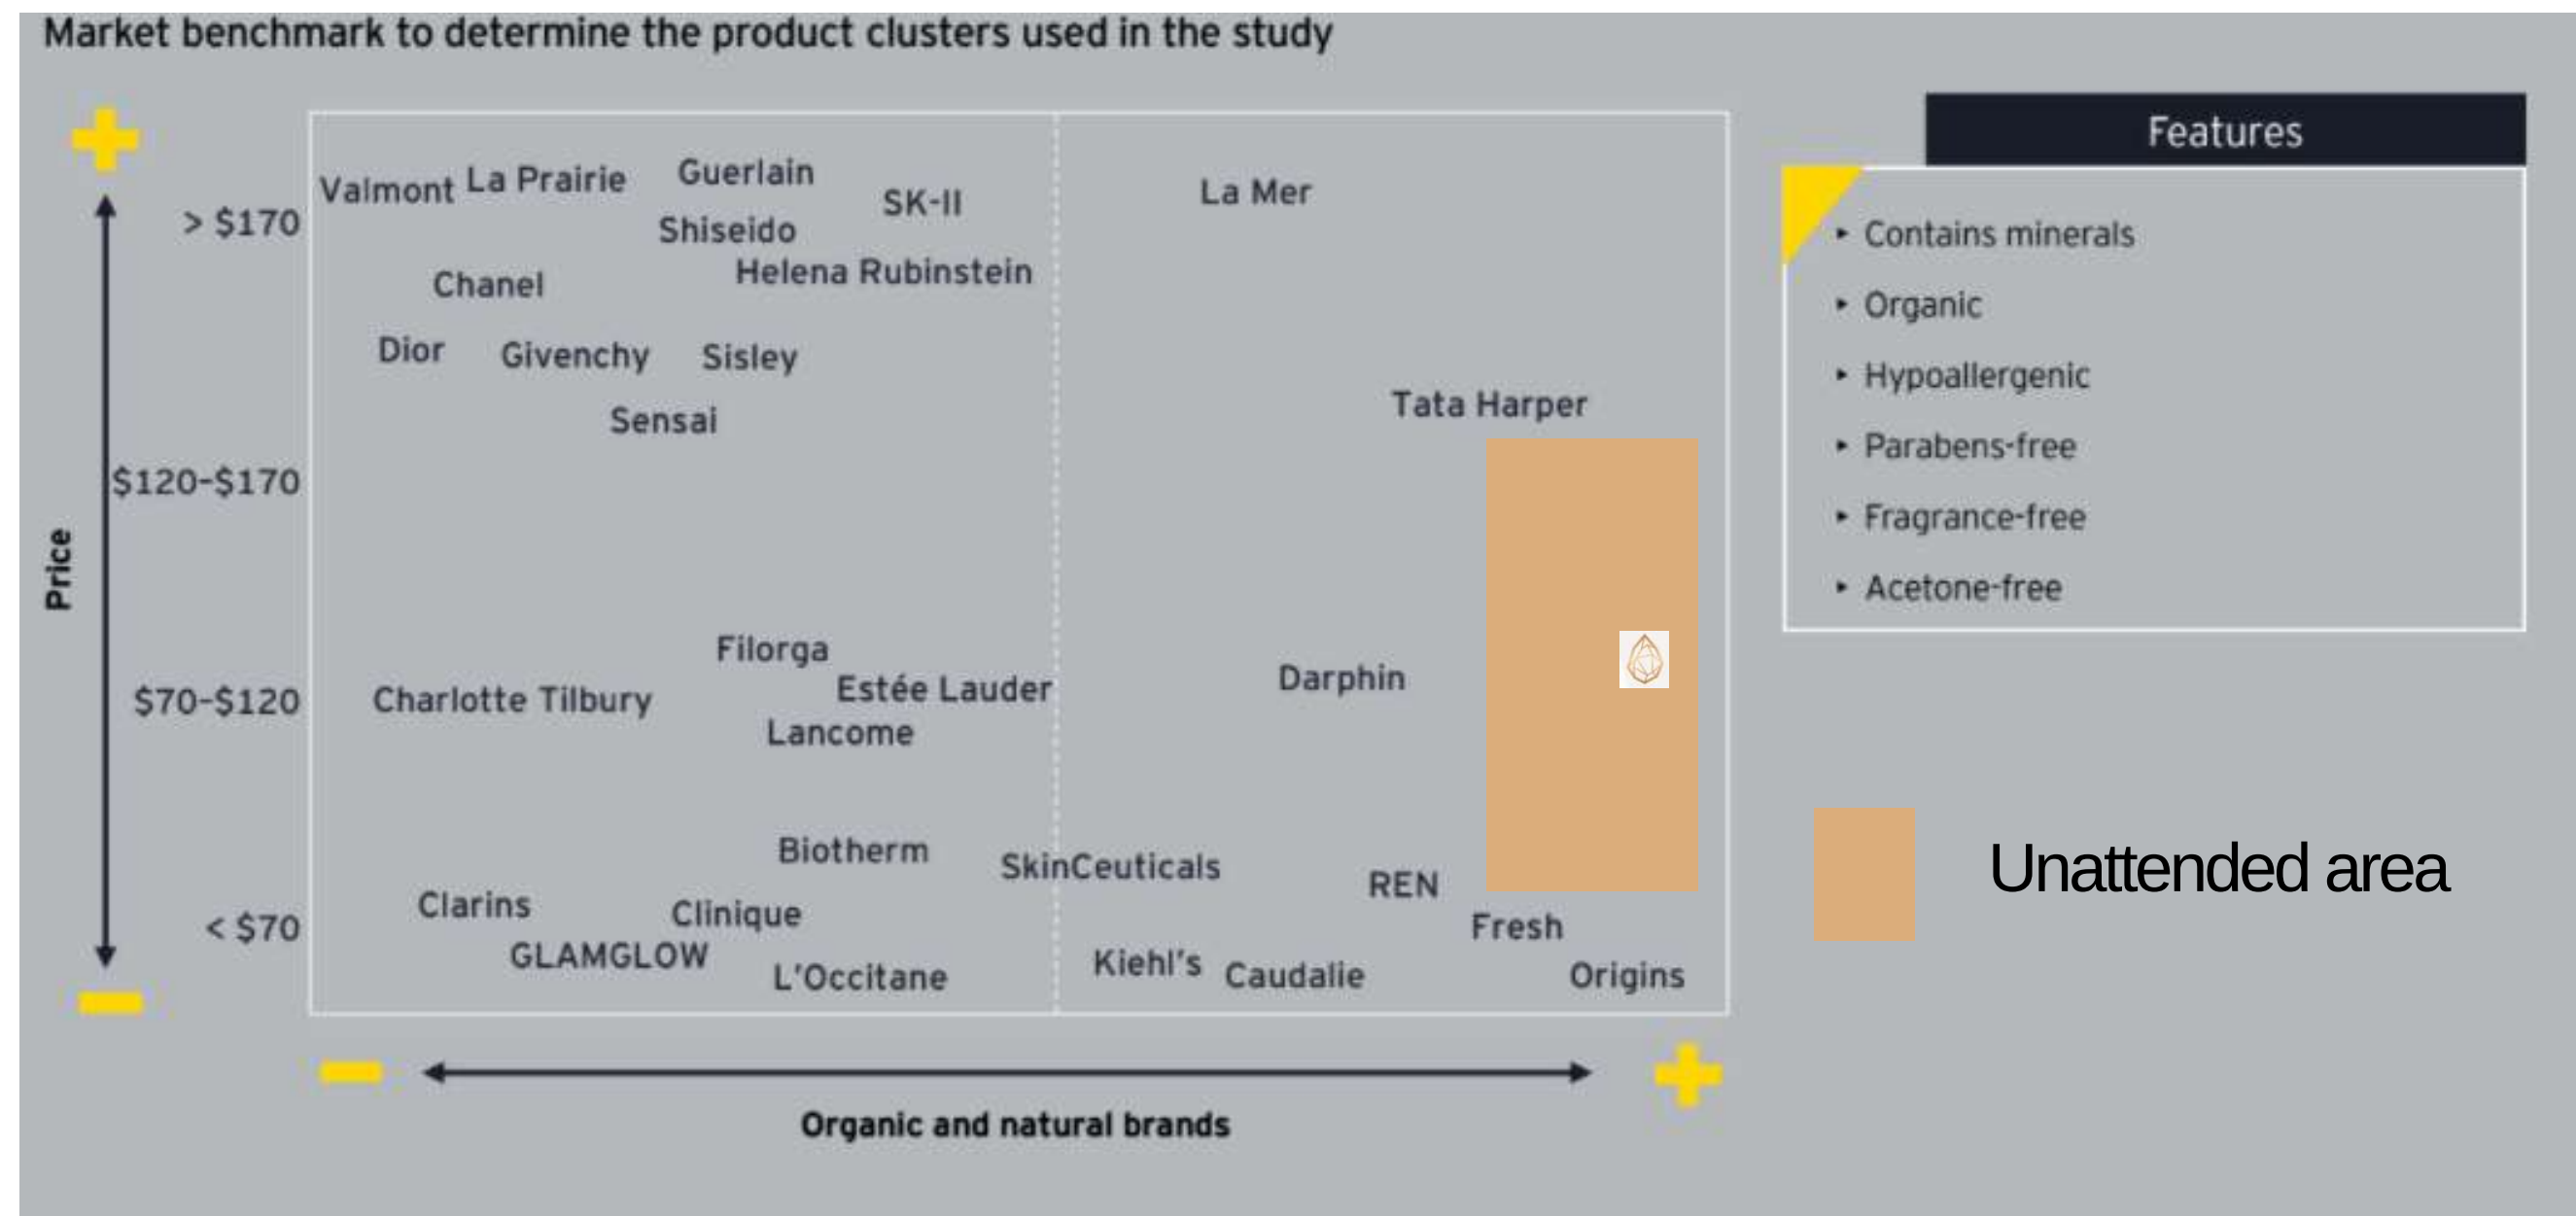 Market benchmark to determine the product clusters used in the study
Features
Valmont La Prairie Guerlain SK-II La Mer
> $170
Shiseido
Helena Rubinstein
Chanel
Dior Givenchy Sisley
Tata Harper
Sensai
$120-$170
Price
Filorga
Darphin
Estée Lauder
$70-$120
Charlotte Tilbury
Lancome
Biotherm
SkinCeuticals
REN
Clarins
Clinique
Fresh
< $70
GLAMGLOW
Kiehl's
Caudalie
L'Occitane
Origins
Organic and natural brands
▸ Contains minerals
▸ Organic
▸ Hypoallergenic
▸ Parabens-free
▸ Fragrance-free
▸ Acetone-free
Unattended area